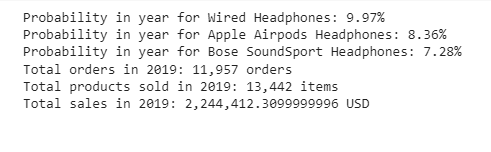 Probability in year for Wired Headphones: 9.97%
Probability in year for Apple Airpods Headphones: 8.36%
Probability in year for Bose SoundSport Headphones: 7.28%
Total orders in 2019: 11,957 orders
Total products sold in 2019: 13,442 items
Total sales in 2019: 2,244,412.3099999996 USD